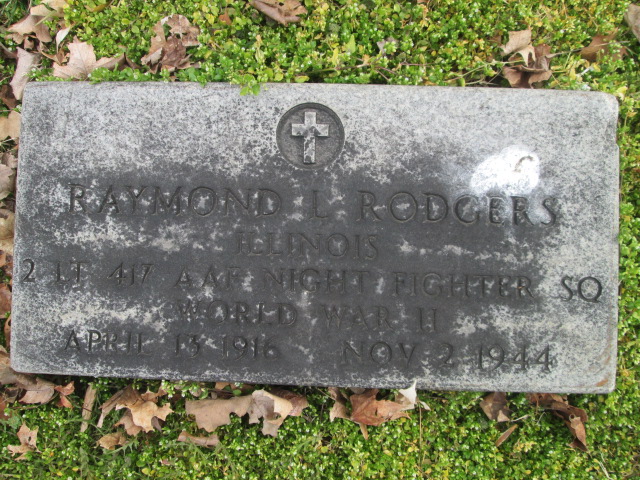 RAYMOND L RODGERS
ILLINOIS
2 LT 417 AAF NIGHT FIGHTER SQ
WORLD WAR II
APRIL 13 1916 NOV 2 1944